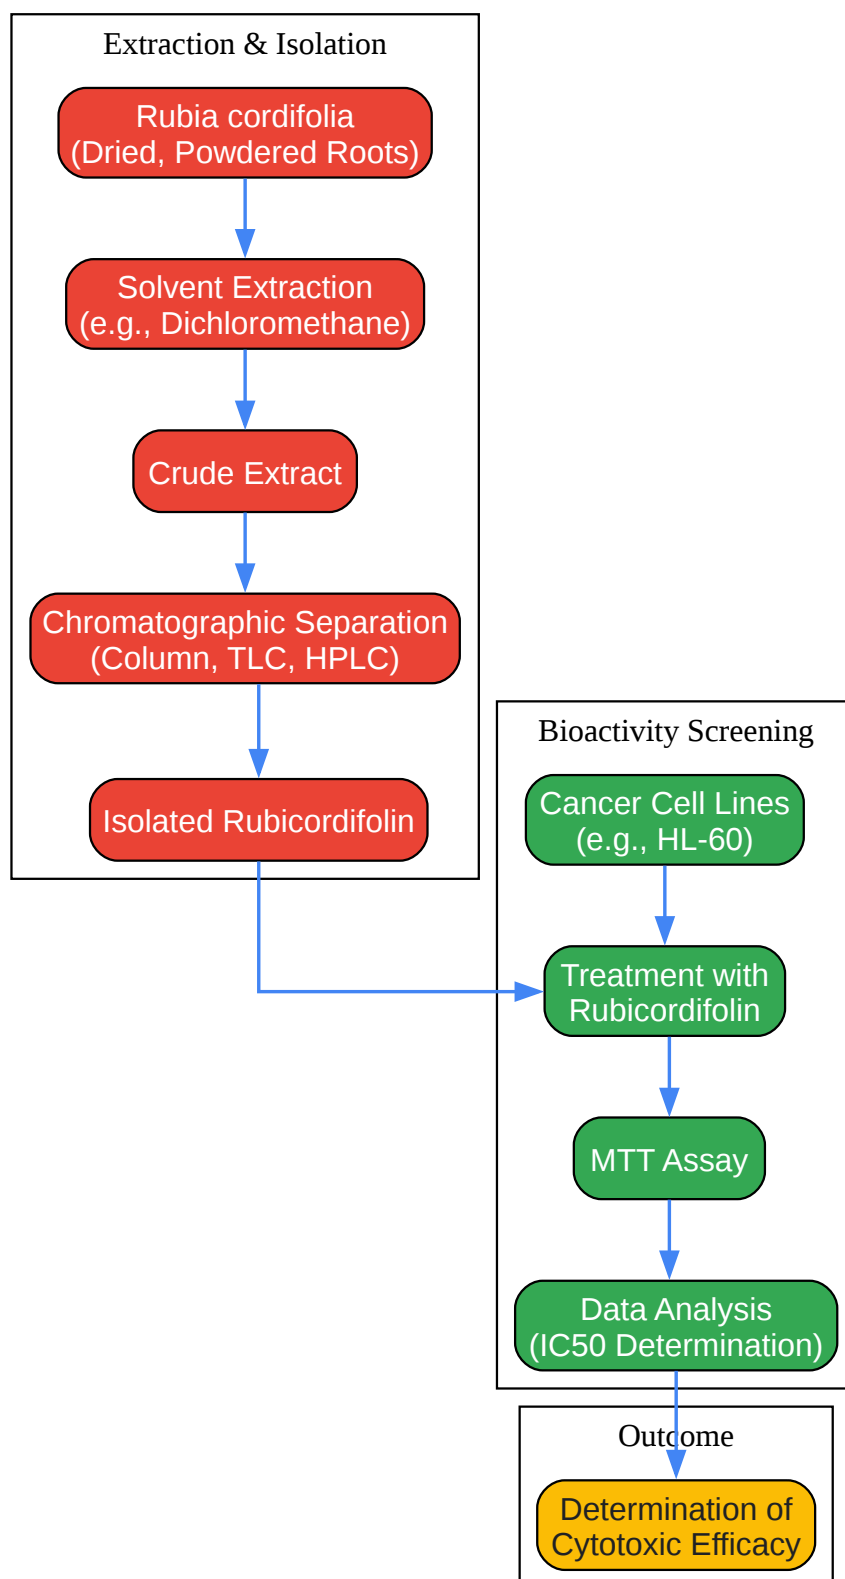 Extraction & Isolation
Rubia cordifolia
(Dried, Powdered Roots)
Solvent Extraction
(e.g., Dichloromethane)
Crude Extract
Chromatographic Separation
(Column, TLC, HPLC)
Isolated Rubicordifolin
Bioactivity Screening
Cancer Cell Lines
(e.g., HL-60)
Treatment with
Rubicordifolin
MTT Assay
Data Analysis
(IC50 Determination)
Outcome
Determination of
Cytotoxic Efficacy